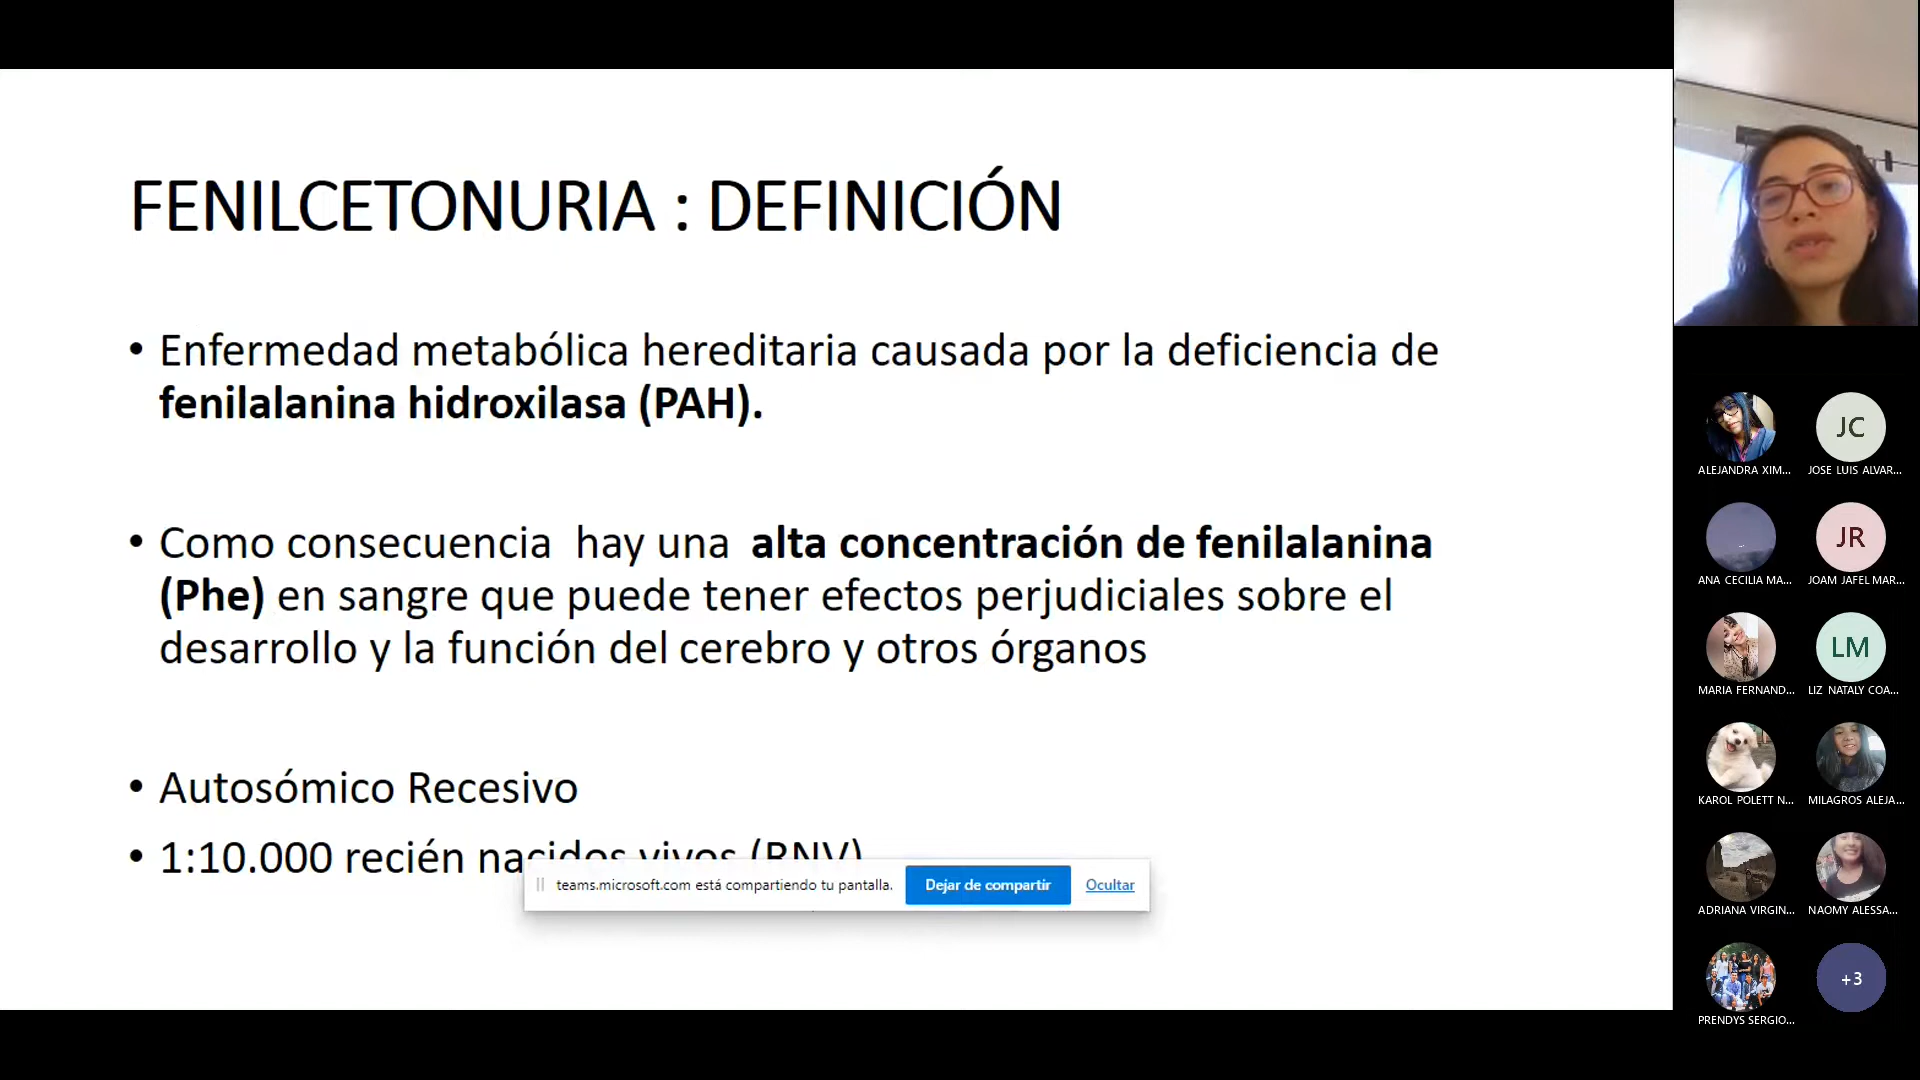 FENILCETONURIA : DEFINICIÓN
• Enfermedad metabólica hereditaria causada por la deficiencia de
fenilalanina hidroxilasa (PAH).
• Como consecuencia hay una alta concentración de fenilalanina
(Phe) en sangre que puede tener efectos perjudiciales sobre el
desarrollo y la función del cerebro y otros órganos
• Autosómico Recesivo
• 1:10.000 recién nacidos vivos (RNV)
teams.microsoft.com está compartiendo tu pantalla.
Dejar de compartir
Ocultar
JC
ALEJANDRA XIM...
JOSE LUIS ALVAR...
JR
ANA CECILIA MA...
JOAM JAFEL MAR...
LM
MARIA FERNAND...
LIZ NATALY COA...
KAROL POLETT N...
MILAGROS ALEJA...
ADRIANA VIRGIN...
NAOMY ALESSA...
+3
PRENDYS SERGIO...